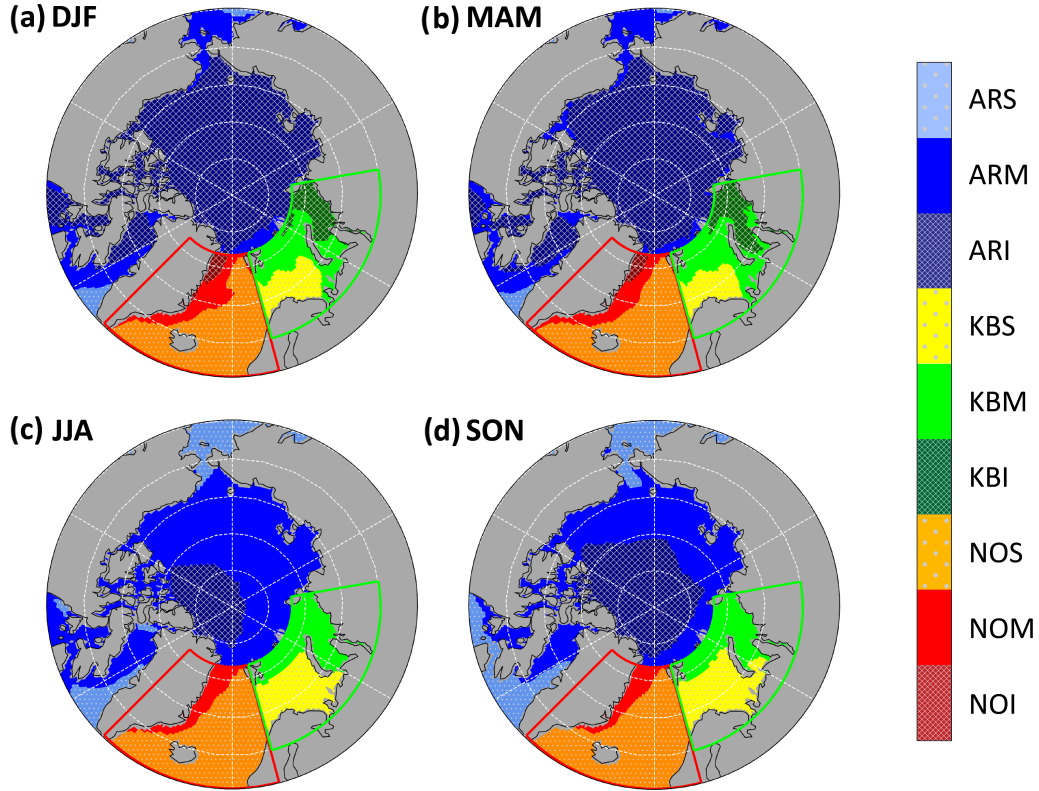 (a) DJF
(b) MAM
(c) JJA
(d) SON
ARS
ARM
ARI
KBS
KBM
KBI
NOS
NOM
NOI